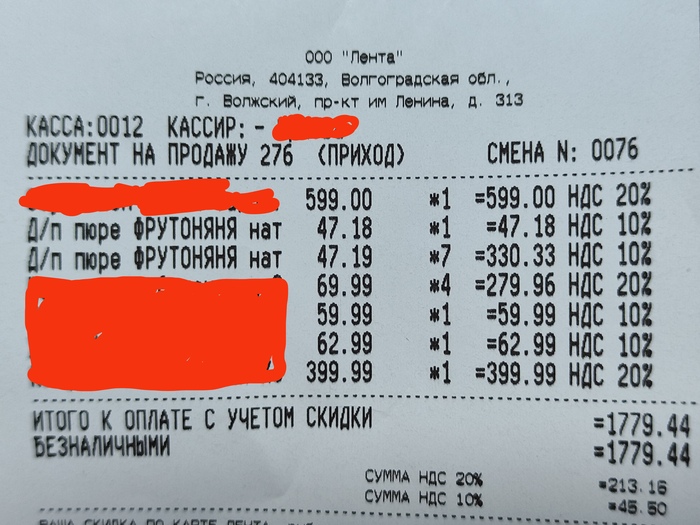 ООО "Лента"
Россия, 404133, Волгоградская обл.,
г. Волжский, пр-кт им Ленина, д. 313
КАССА:0012 КАССИР: -
ДОКУМЕНТ НА ПРОДАЖУ 276 (ПРИХОД) СМЕНА N: 0076
599.00 *1 =599.00 НДС 20%
Д/п пюре ФРУТОНЯНЯ нат 47.18 *1 =47.18 НДС 10%
Д/п пюре ФРУТОНЯНЯ нат 47.19 *7 =330.33 НДС 10%
69.99 *4 =279.96 НДС 20%
59.99 *1 =59.99 НДС 10%
62.99 *1 =62.99 НДС 10%
399.99 *1 =399.99 НДС 20%
ИТОГО К ОПЛАТЕ С УЧЕТОМ СКИДКИ =1779.44
БЕЗНАЛИЧНЫМИ =1779.44
СУММА НДС 20% =213.16
СУММА НДС 10% =45.50